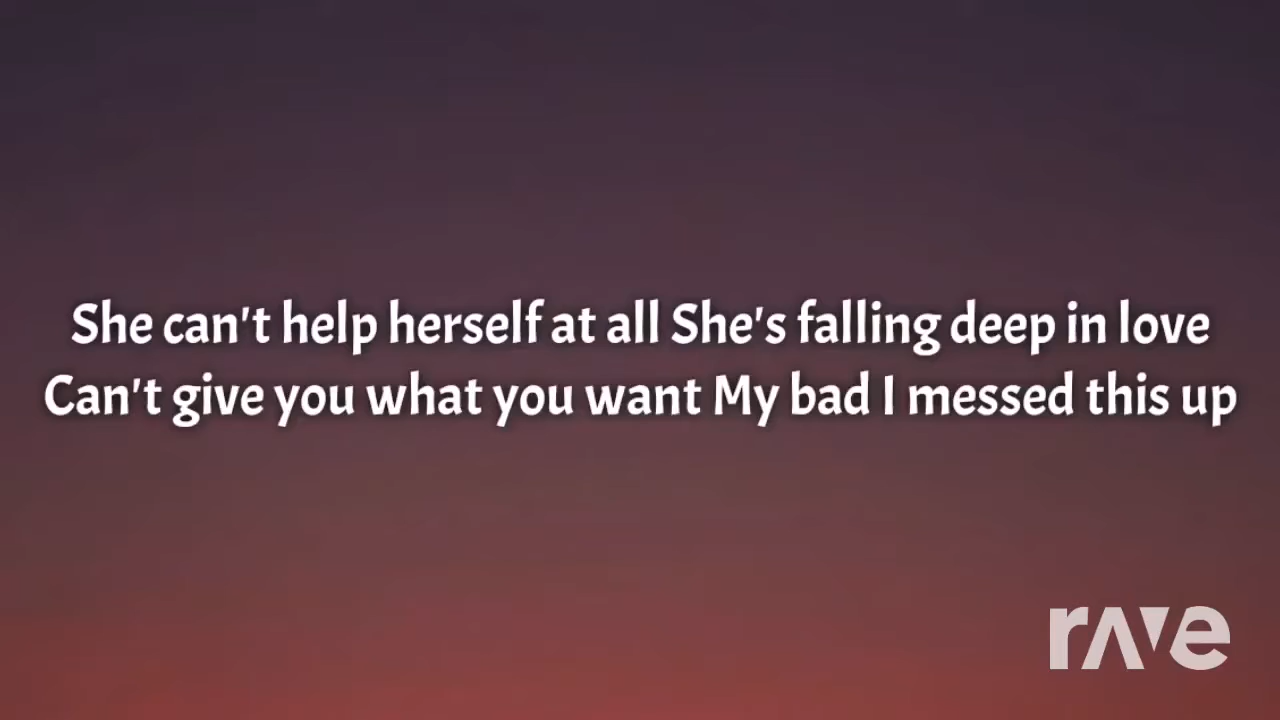 She can't help herself at all She's falling deep in love
Can't give you what you want My bad I messed this up
rave